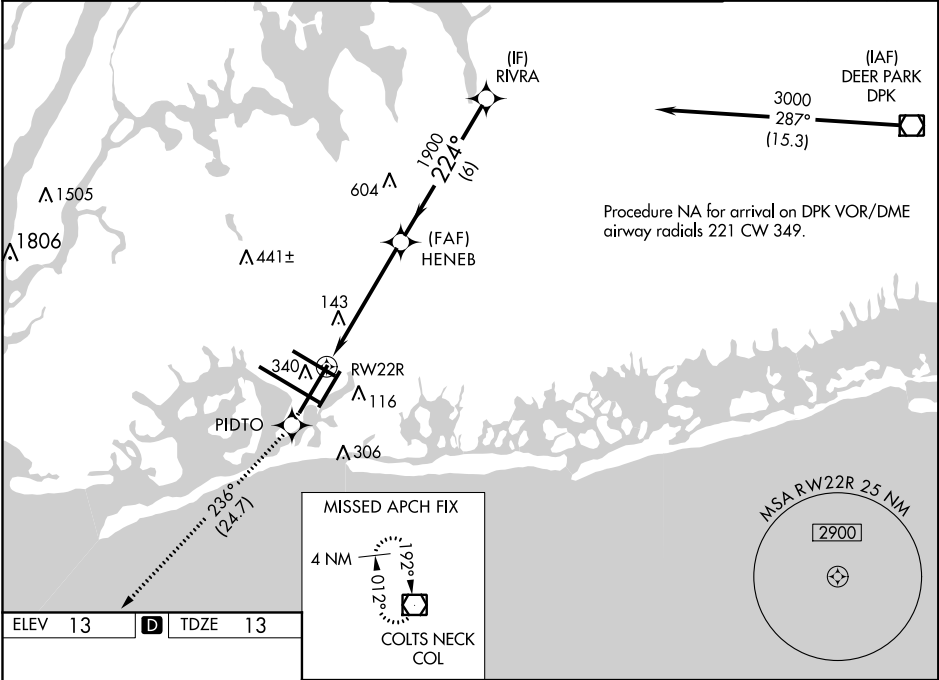 (IF)
RIVRA
(IAF)
DEER PARK
DPK
3000
287°
(15.3)
1900
224°
(6)
604
1505
1806
441±
Procedure NA for arrival on DPK VOR/DME
airway radials 221 CW 349.
(FAF)
HENEB
143
340
RW22R
116
PIDTO
306
236°
(24.7)
MISSED APCH FIX
4 NM
192°
012°
COLTS NECK
COL
MSA RW22R 25 NM
2900
ELEV 13 D TDZE 13